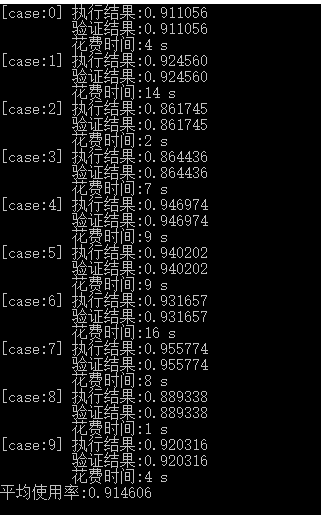 [case:0] 执行结果:0.911056
验证结果:0.911056
花费时间:4 s
[case:1] 执行结果:0.924560
验证结果:0.924560
花费时间:14 s
[case:2] 执行结果:0.861745
验证结果:0.861745
花费时间:2 s
[case:3] 执行结果:0.864436
验证结果:0.864436
花费时间:7 s
[case:4] 执行结果:0.946974
验证结果:0.946974
花费时间:9 s
[case:5] 执行结果:0.940202
验证结果:0.940202
花费时间:9 s
[case:6] 执行结果:0.931657
验证结果:0.931657
花费时间:16 s
[case:7] 执行结果:0.955774
验证结果:0.955774
花费时间:8 s
[case:8] 执行结果:0.889338
验证结果:0.889338
花费时间:1 s
[case:9] 执行结果:0.920316
验证结果:0.920316
花费时间:4 s
平均使用率:0.914606